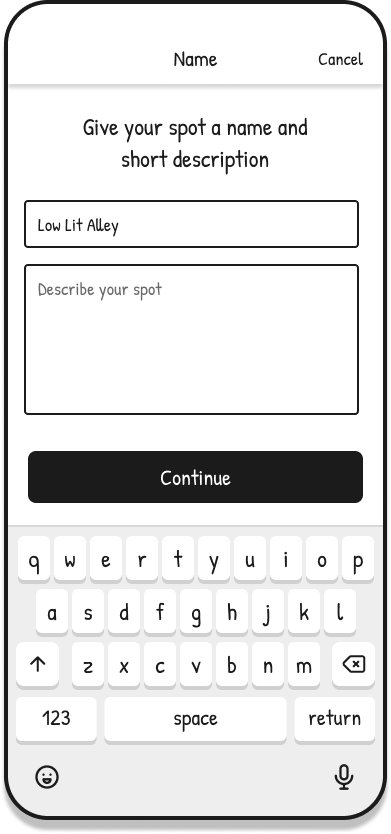 Name Cancel
Give your spot a name and
short description
Low Lit Alley
Describe your spot
Continue
q w e r t y u i o p
a s d f g h j k l
z x c v b n m
123 space return